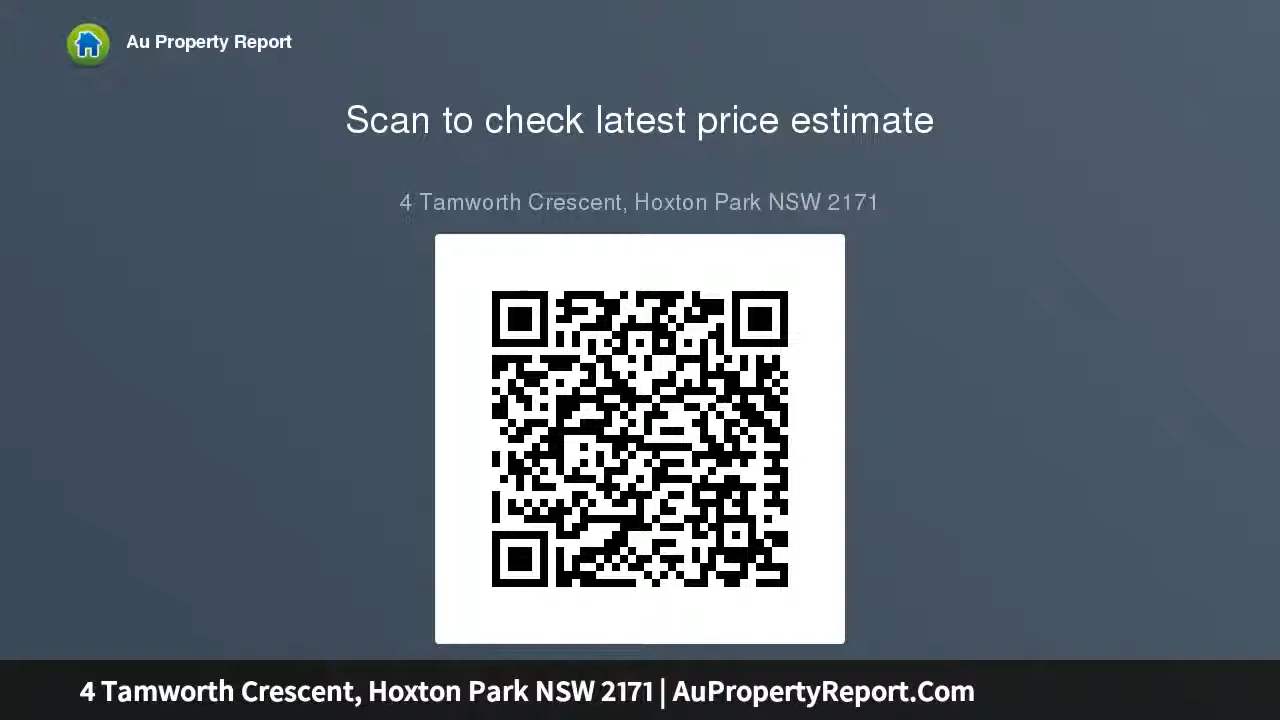 Au Property Report
Scan to check latest price estimate
4 Tamworth Crescent, Hoxton Park NSW 2171
4 Tamworth Crescent, Hoxton Park NSW 2171 | AuPropertyReport.Com